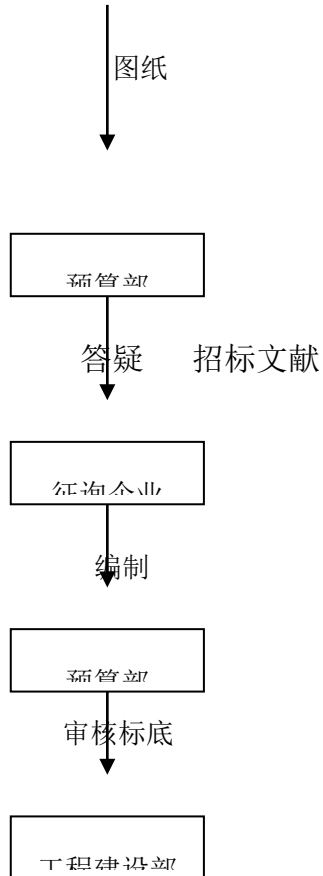 图纸
预算部
答疑 招标文献
征询企业
编制
预算部
审核标底
工程建设部